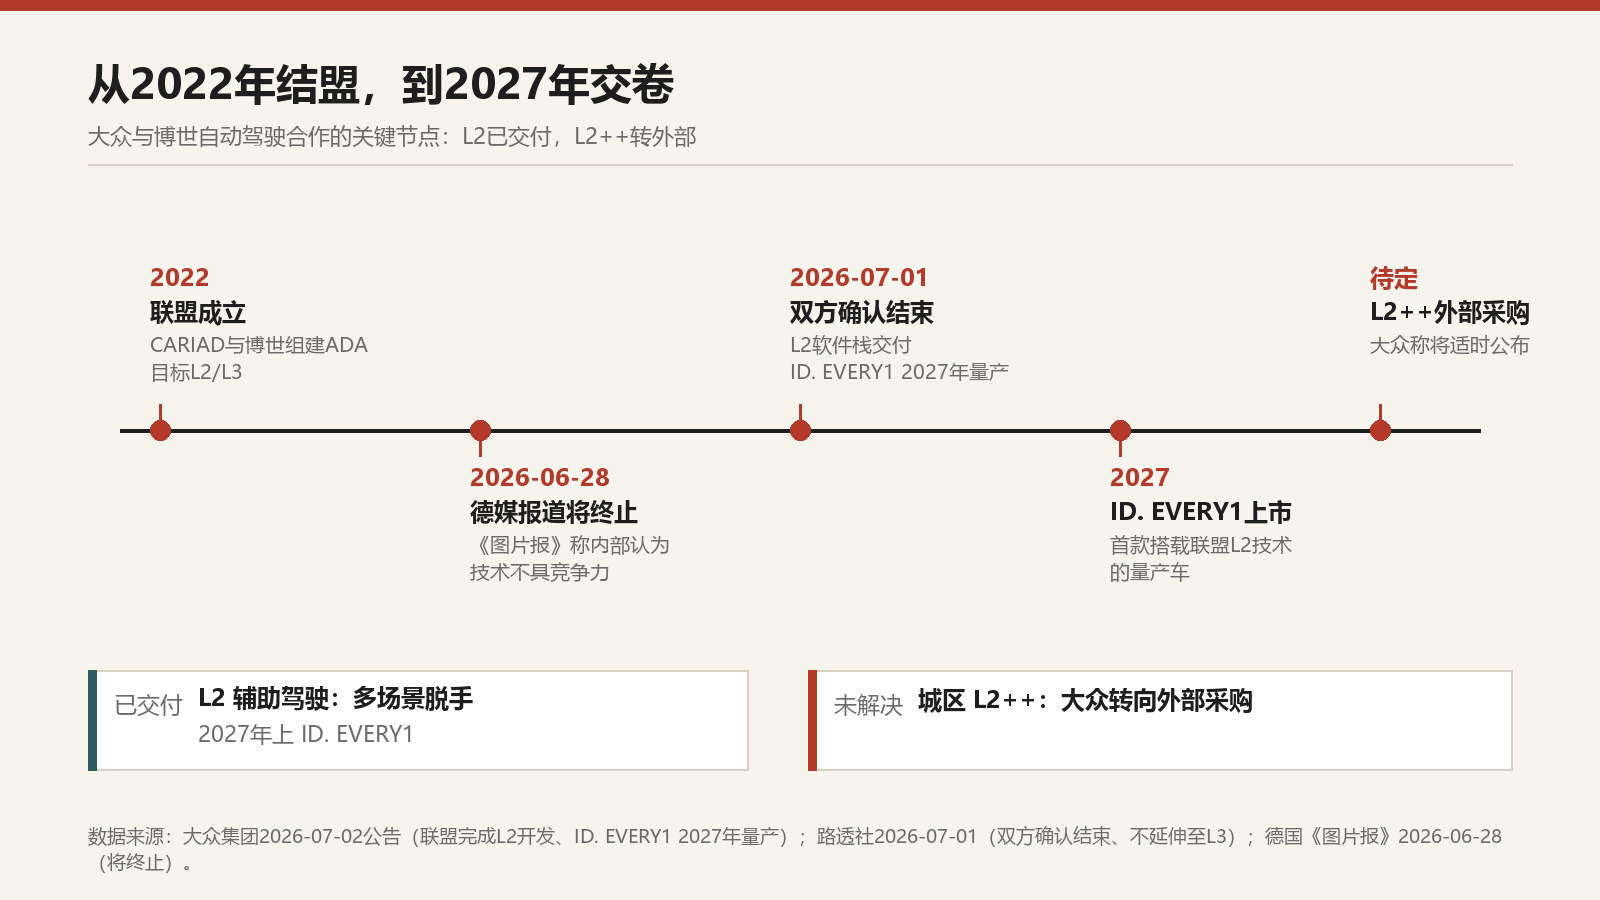 从2022年结盟，到2027年交卷
大众与博世自动驾驶合作的关键节点：L2已交付，L2++转外部
2022
联盟成立
CARIAD与博世组建ADA
目标L2/L3
2026-06-28
德媒报道将终止
《图片报》称内部认为
技术不具竞争力
2026-07-01
双方确认结束
L2软件栈交付
ID. EVERY1 2027年量产
2027
ID. EVERY1上市
首款搭载联盟L2技术
的量产车
待定
L2++外部采购
大众称将适时公布
已交付
L2 辅助驾驶：多场景脱手
2027年上 ID. EVERY1
未解决
城区 L2++：大众转向外部采购
数据来源：大众集团2026-07-02公告（联盟完成L2开发、ID. EVERY1 2027年量产）；路透社2026-07-01（双方确认结束、不延伸至L3）；德国《图片报》2026-06-28
（将终止）。